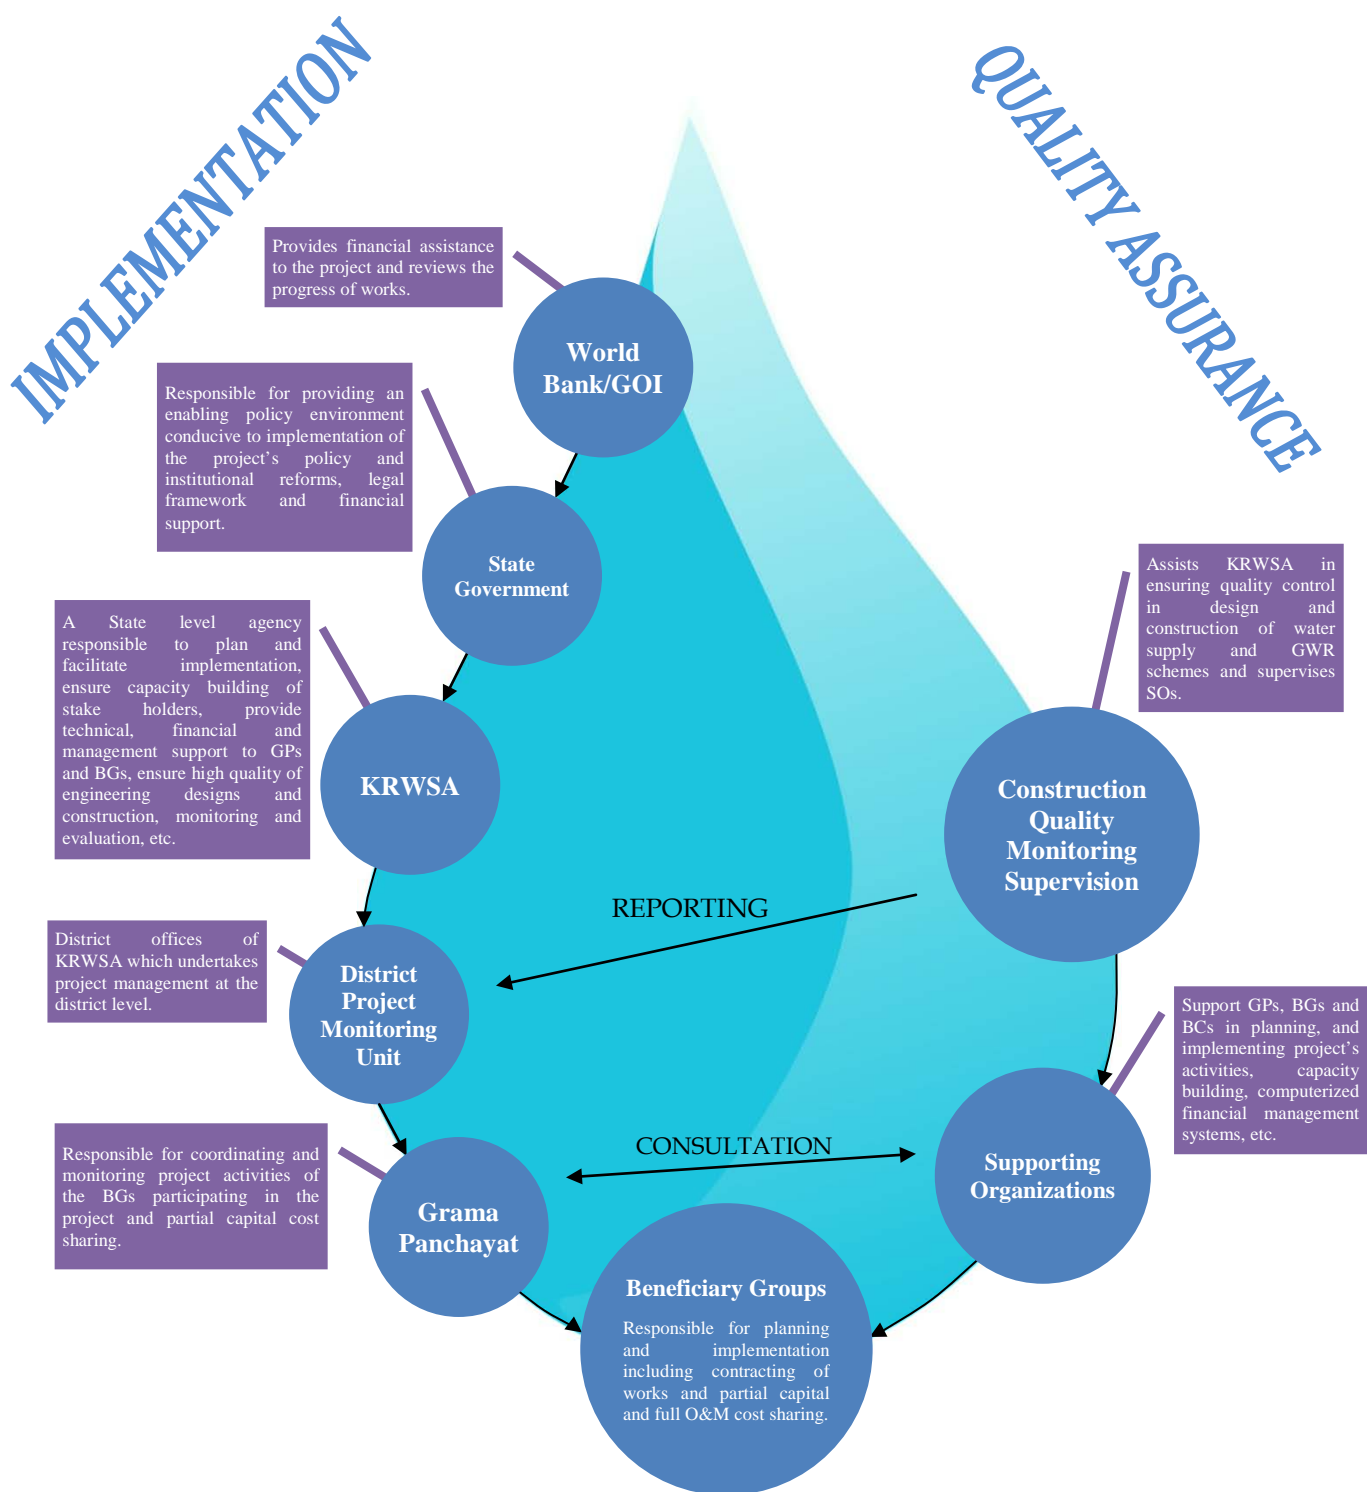 IMPLEMENTATION
QUALITY ASSURANCE
Provides financial assistance
to the project and reviews the
progress of works.
World
Bank/GOI
Responsible for providing an
enabling policy environment
conducive to implementation of
the project's policy and
institutional reforms, legal
framework and financial
support.
State
Government
A State level agency
responsible to plan and
facilitate implementation,
ensure capacity building of
stake holders, provide
technical, financial and
management support to GPs
and BGs, ensure high quality of
engineering designs and
construction, monitoring and
evaluation, etc.
KRWSA
Assists KRWSA in
ensuring quality control
in design and
construction of water
supply and GWR
schemes and supervises
SOs.
Construction
Quality
Monitoring
Supervision
REPORTING
District offices of
KRWSA which undertakes
project management at the
district level.
District
Project
Monitoring
Unit
Support GPs, BGs and
BCs in planning, and
implementing project's
activities, capacity
building, computerized
financial management
systems, etc.
CONSULTATION
Responsible for coordinating and
monitoring project activities of
the BGs participating in the
project and partial capital cost
sharing.
Grama
Panchayat
Supporting
Organizations
Beneficiary Groups
Responsible for planning
and implementation
including contracting of
works and partial capital
and full O&M cost sharing.